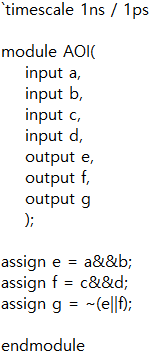 `timescale 1ns / 1ps

module AOI(
    input a,
    input b,
    input c,
    input d,
    output e,
    output f,
    output g
    );

assign e = a&&b;
assign f = c&&d;
assign g = ~(e||f);

endmodule